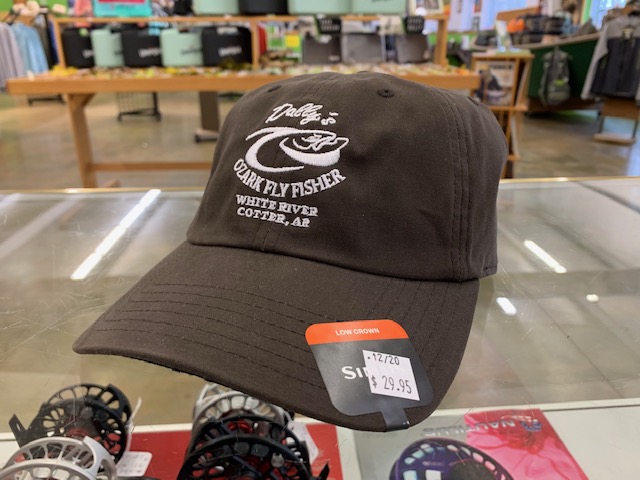 Dally's
OZARK FLY FISHER
WHITE RIVER
COTTER, AR
LOW CROWN
12/20
$ 29.95